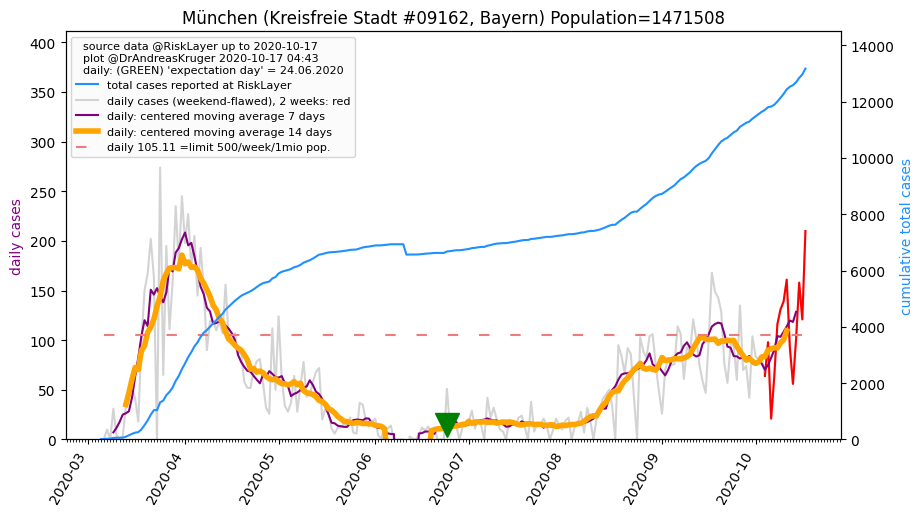 München (Kreisfreie Stadt #09162, Bayern) Population=1471508
source data @RiskLayer up to 2020-10-17
plot @DrAndreasKruger 2020-10-17 04:43
daily: (GREEN) 'expectation day' = 24.06.2020
total cases reported at RiskLayer
daily cases (weekend-flawed), 2 weeks: red
daily: centered moving average 7 days
daily: centered moving average 14 days
daily 105.11 =limit 500/week/1mio pop.
daily cases
400
350
300
250
200
150
100
50
0
cumulative total cases
14000
12000
10000
8000
6000
4000
2000
0
2020-03
2020-04
2020-05
2020-06
2020-07
2020-08
2020-09
2020-10